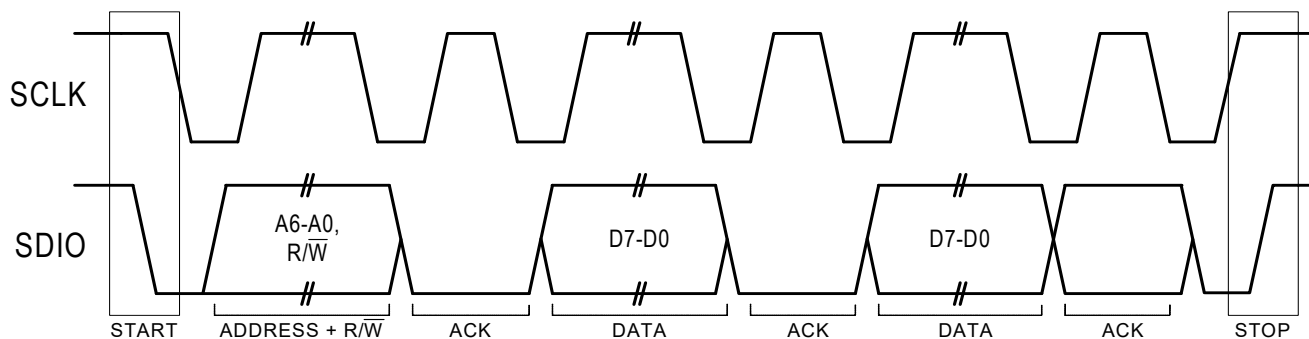 SCLK
SDIO
A6-A0,
R/W̅
D7-D0
D7-D0
START
ADDRESS + R/W̅
ACK
DATA
ACK
DATA
ACK
STOP